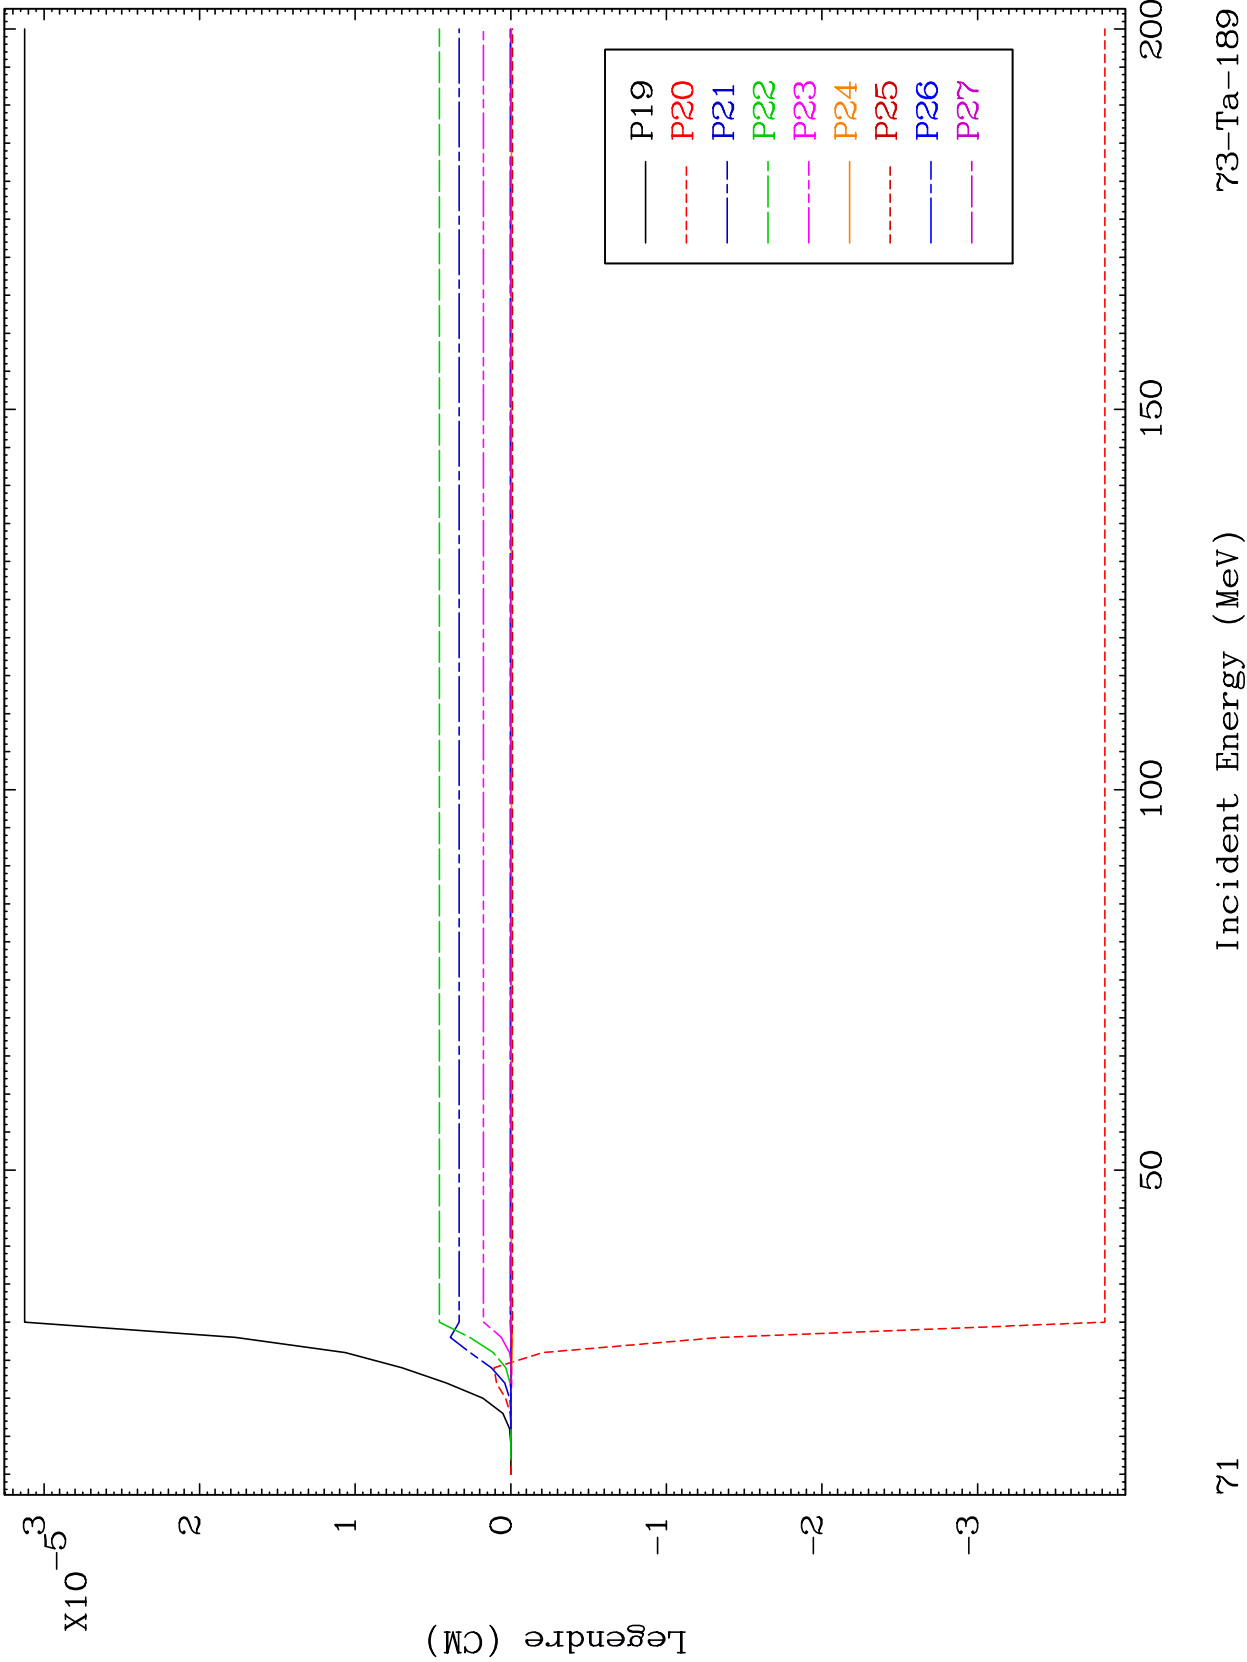 X10
-5
3
2
1
0
-1
-2
-3
Legendre (CM)
P19
P20
P21
P22
P23
P24
P25
P26
P27
50
100
150
200
71
Incident Energy (MeV)
73-Ta-189